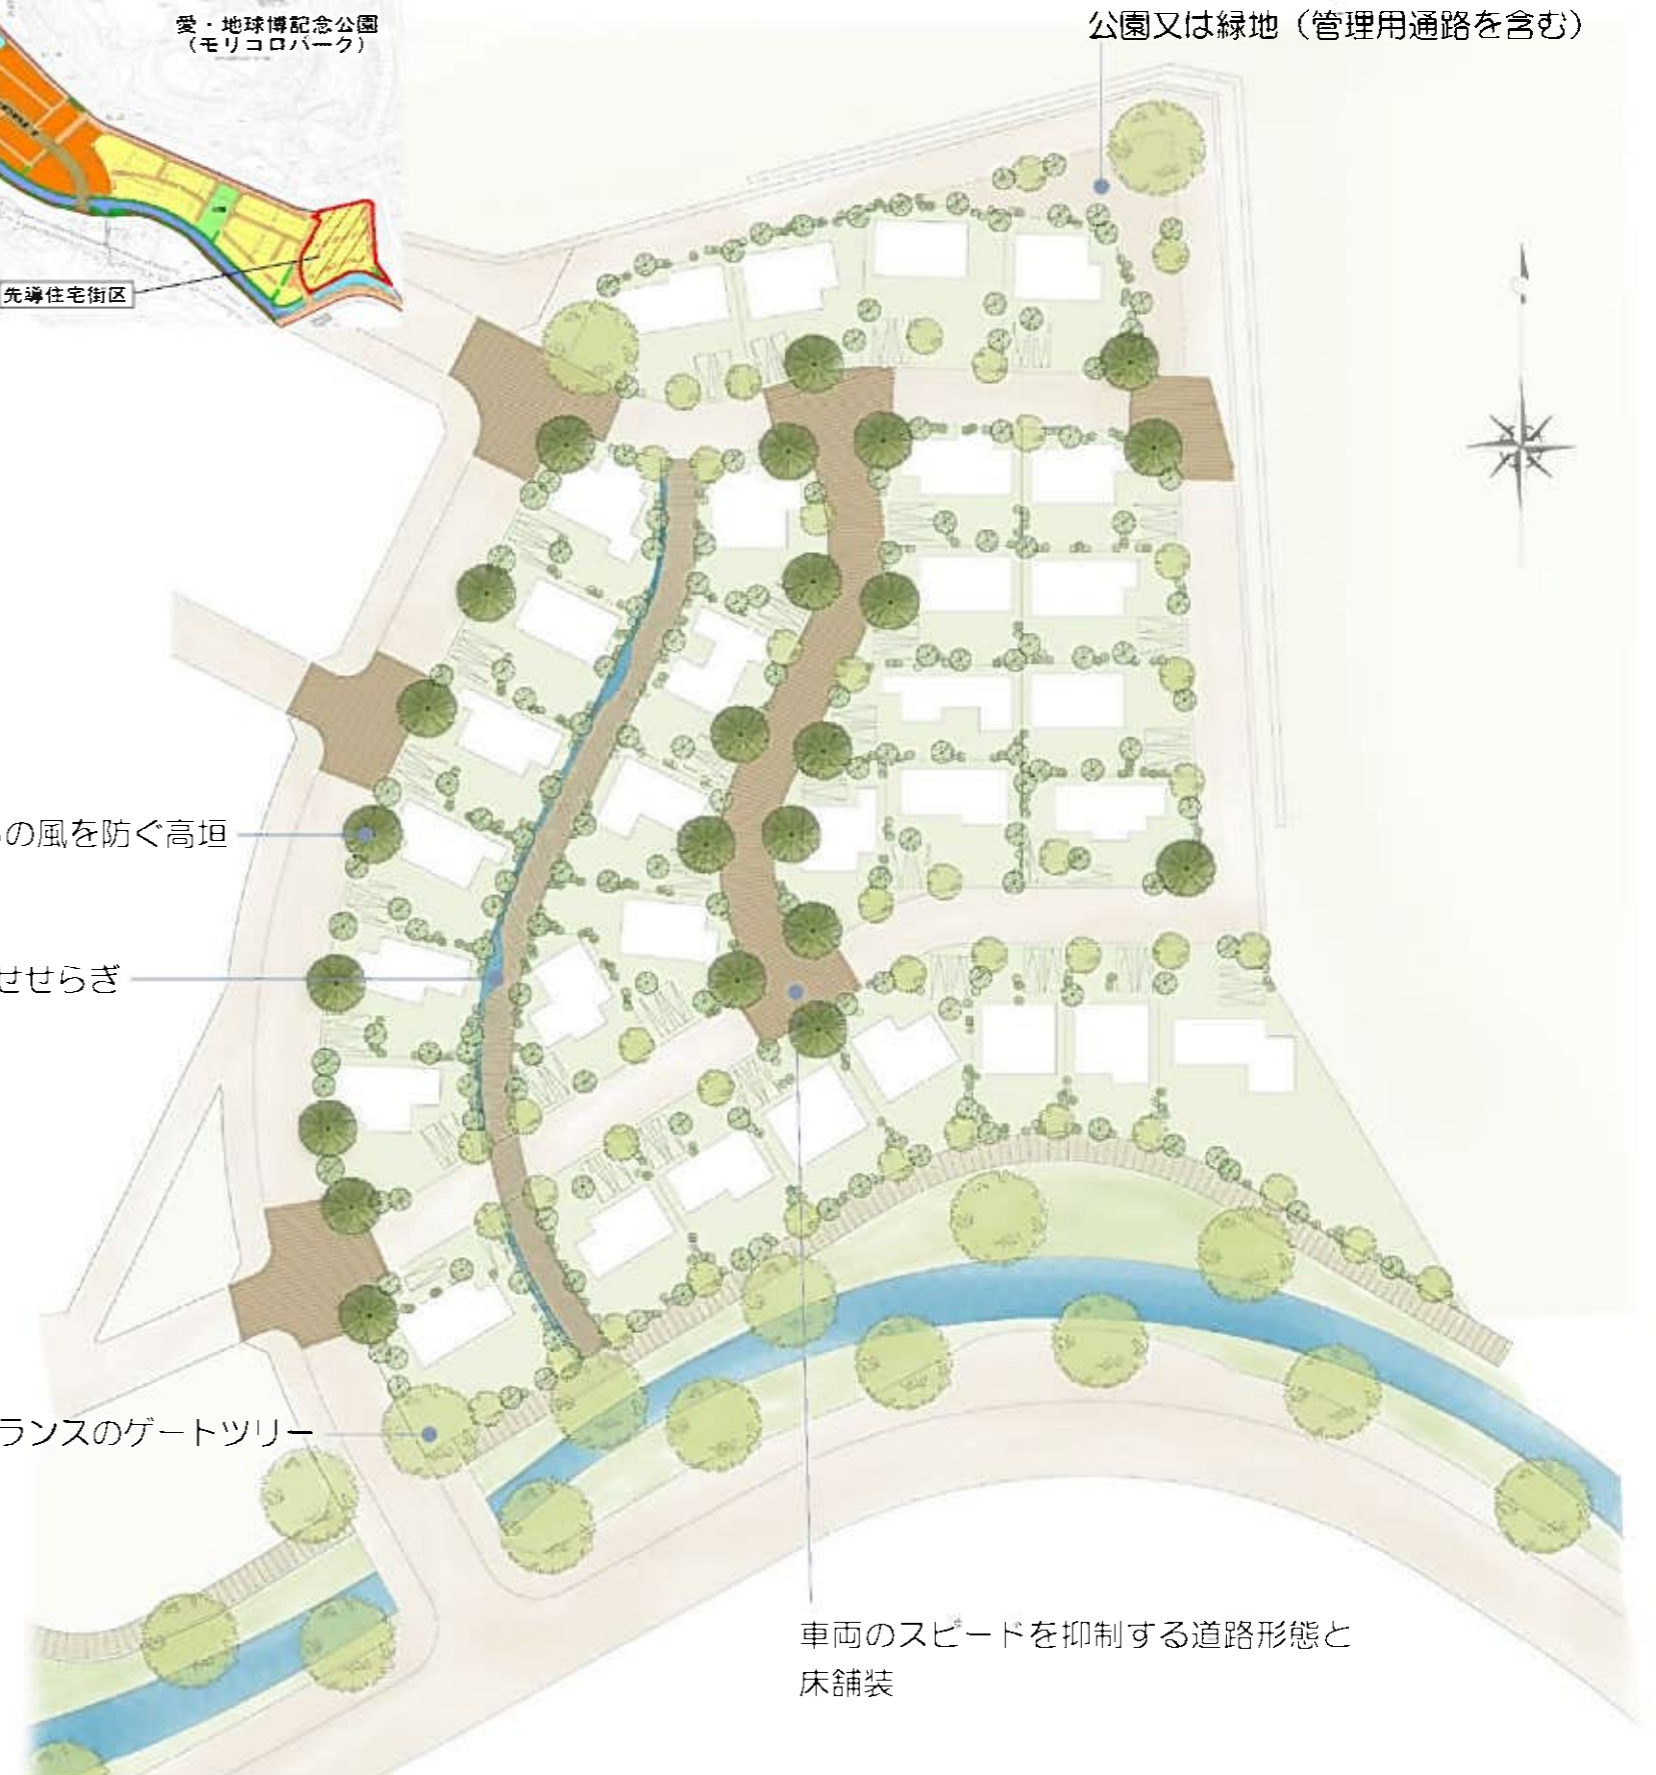 愛・地球博記念公園
（モリコロパーク）
公園又は緑地（管理用通路を含む）
先導住宅街区
の風を防ぐ高垣
せせらぎ
ランスのゲートツリー
車両のスピードを抑制する道路形態と
床舗装